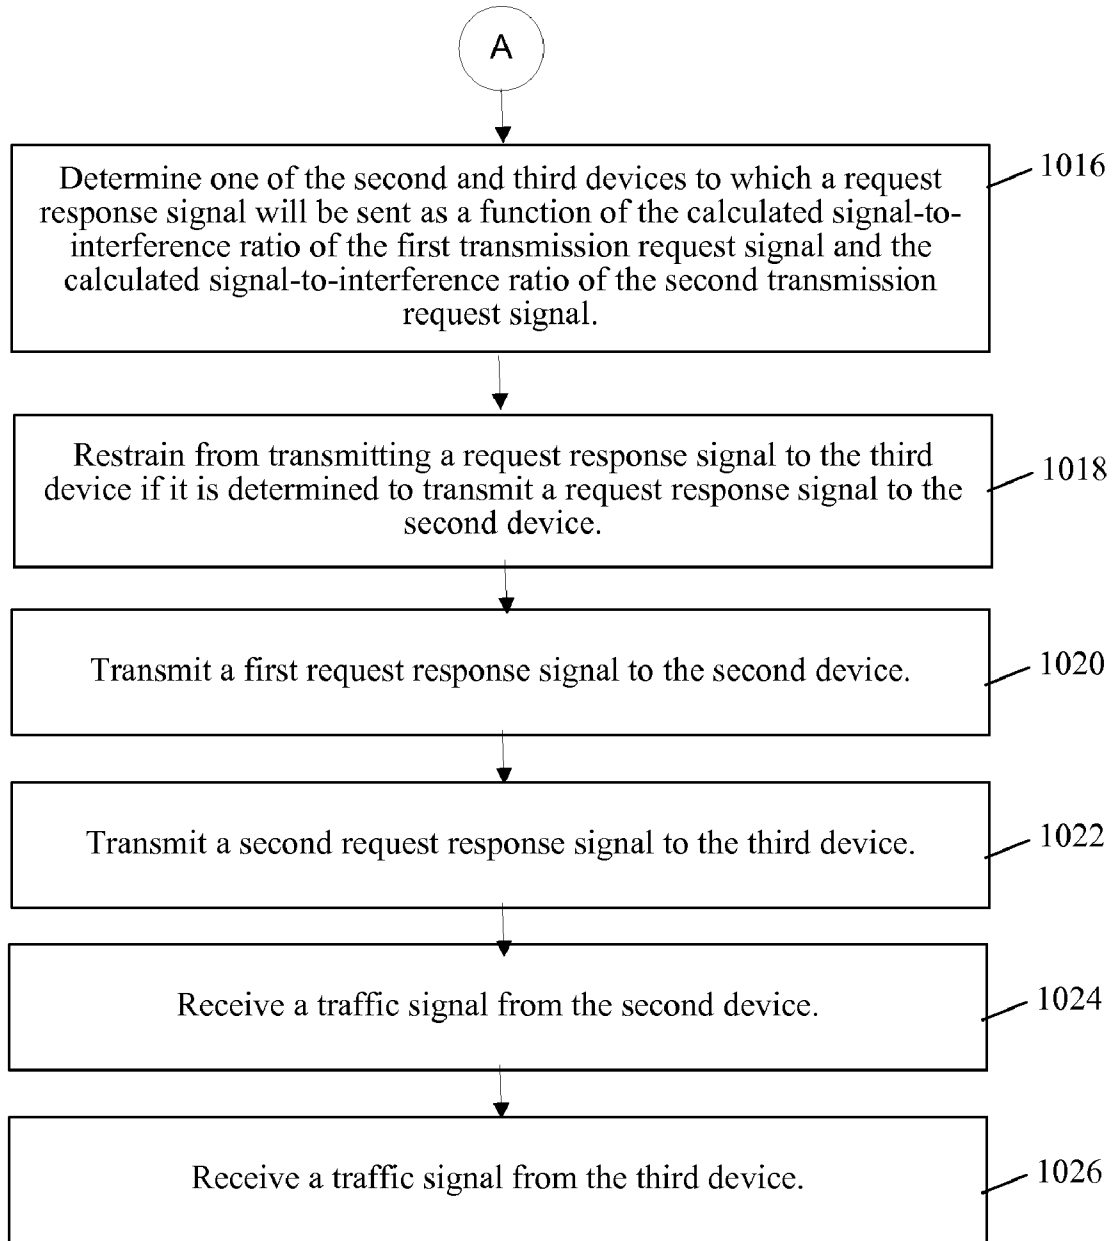 A
Determine one of the second and third devices to which a request
response signal will be sent as a function of the calculated signal-to-
interference ratio of the first transmission request signal and the
calculated signal-to-interference ratio of the second transmission
request signal.
1016
Restrain from transmitting a request response signal to the third
device if it is determined to transmit a request response signal to the
second device.
1018
Transmit a first request response signal to the second device.
1020
Transmit a second request response signal to the third device.
1022
Receive a traffic signal from the second device.
1024
Receive a traffic signal from the third device.
1026